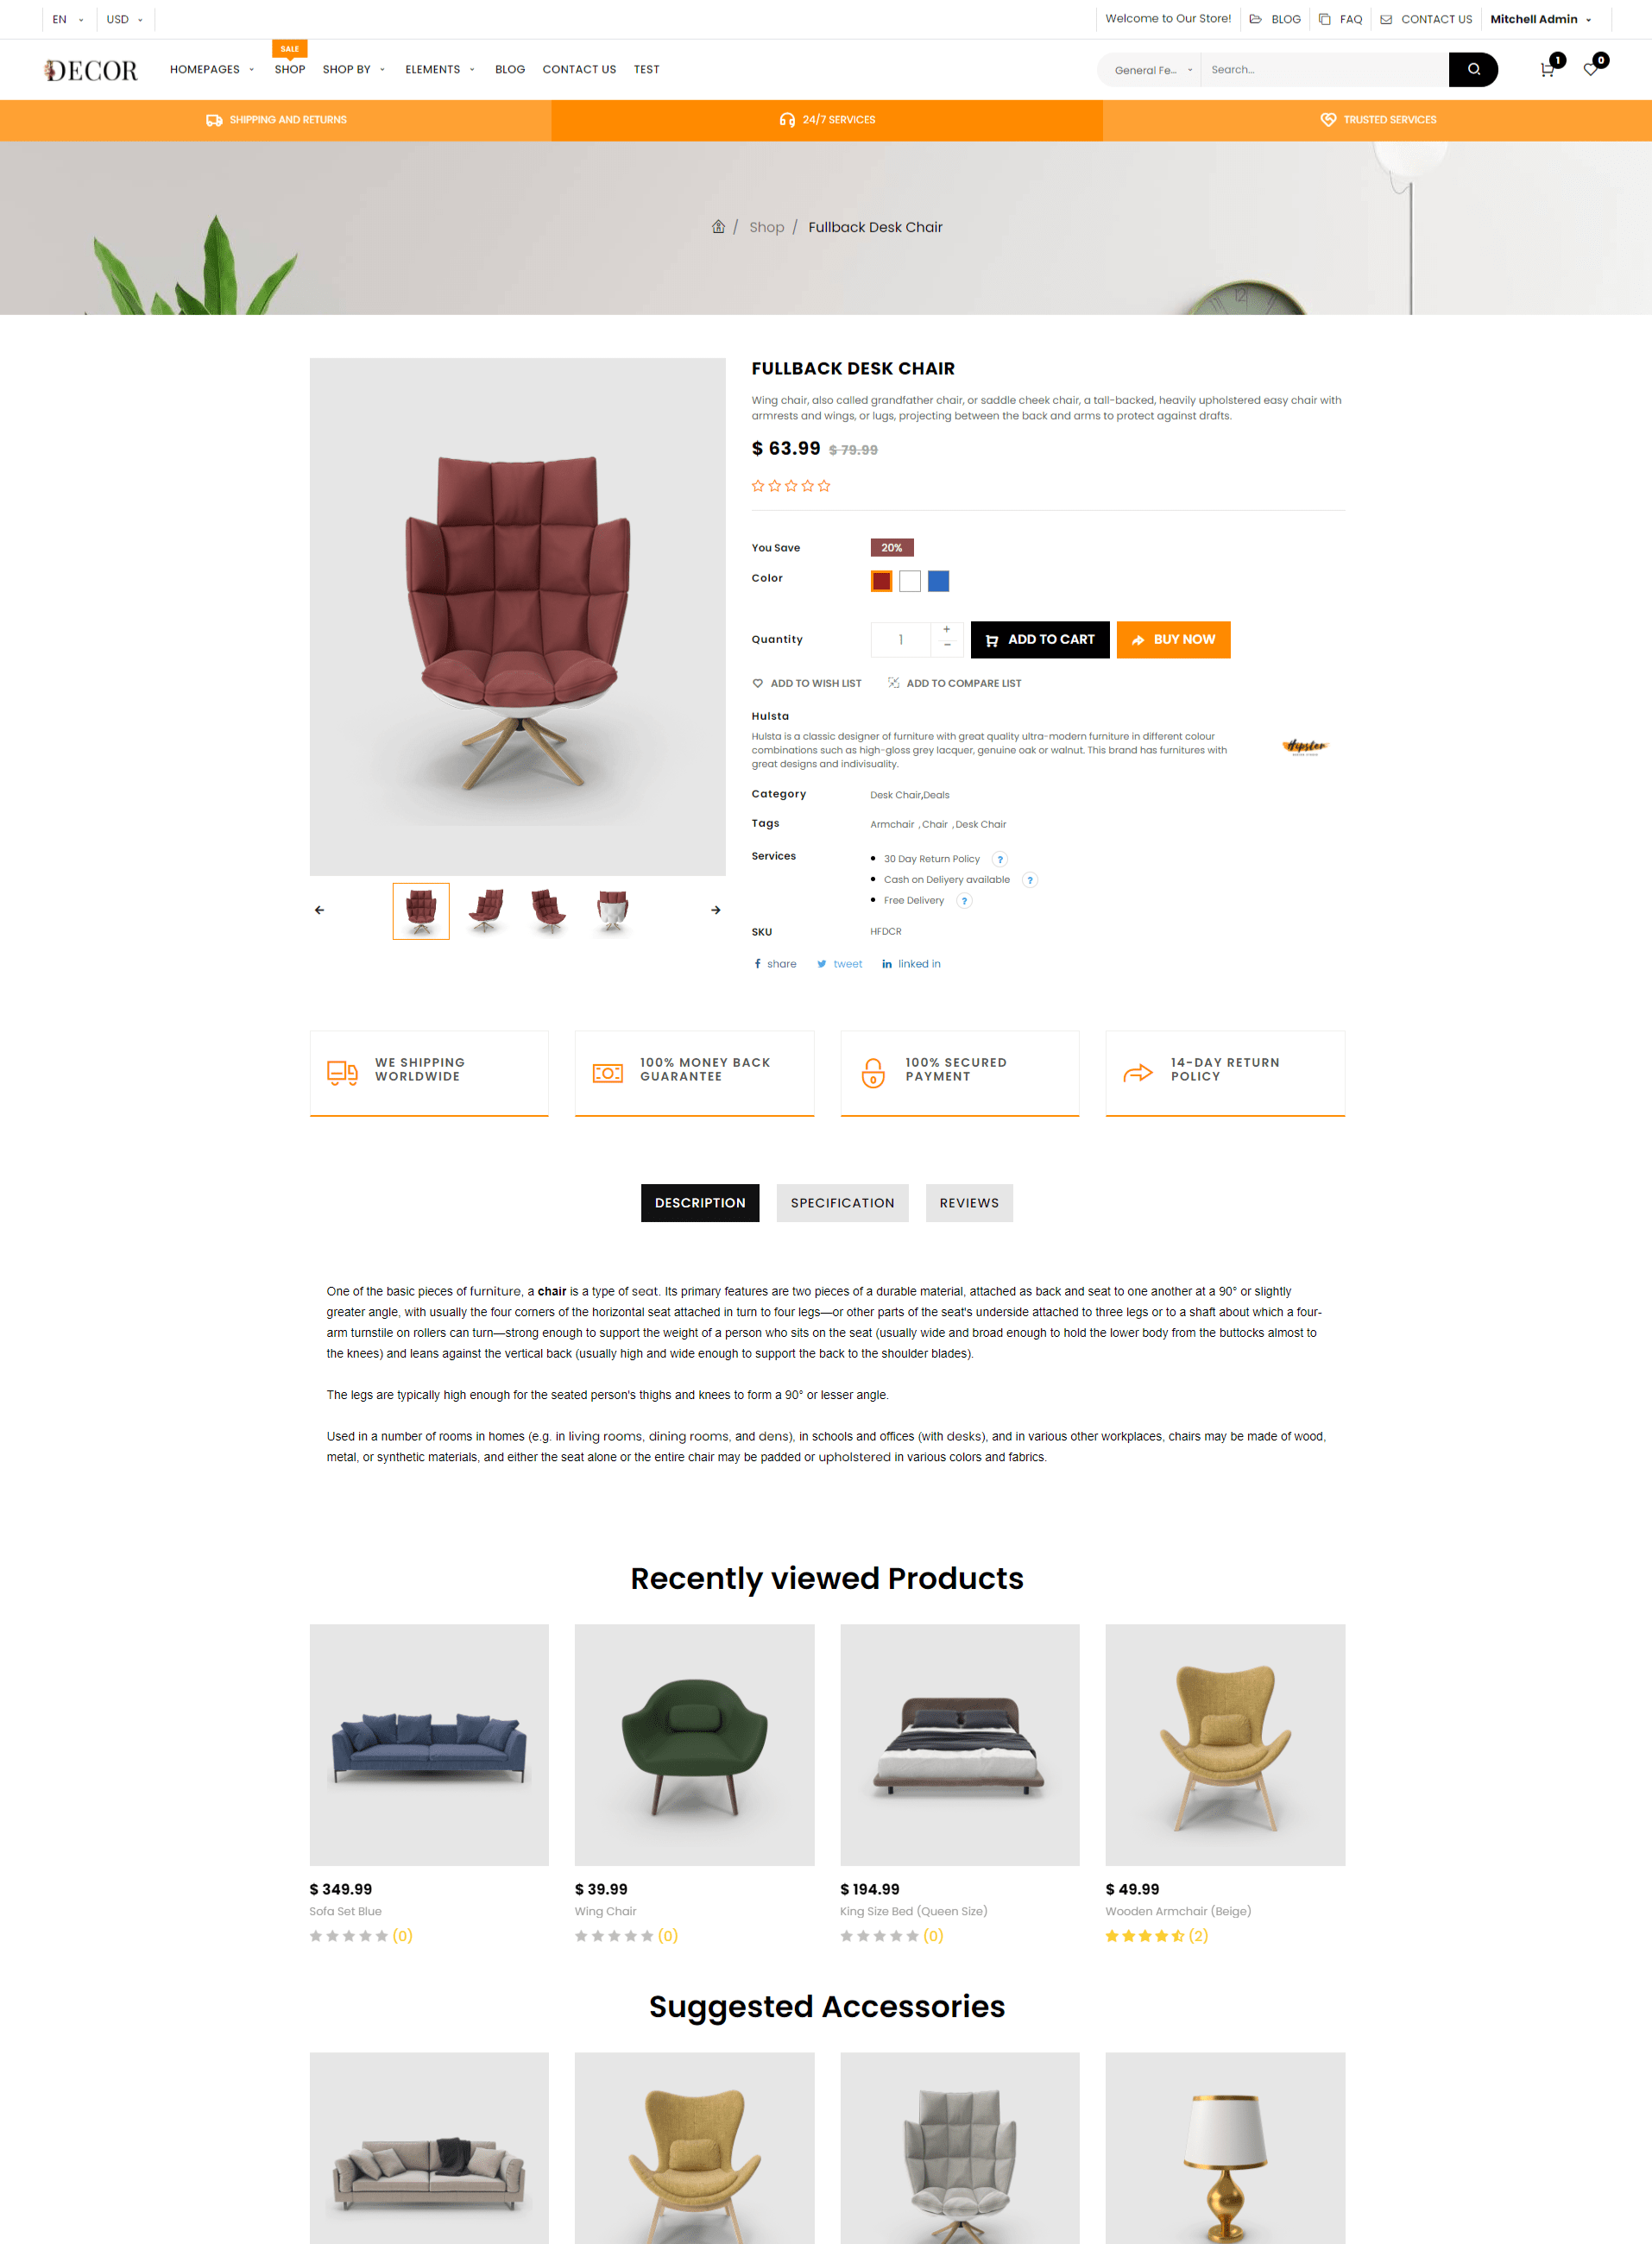 EN USD Welcome to Our Store! BLOG FAQ CONTACT US Mitchell Admin
SALE
DECOR HOMEPAGES SHOP SHOP BY ELEMENTS BLOG CONTACT US TEST General Fe... Search... 1 0
SHIPPING AND RETURNS 24/7 SERVICES TRUSTED SERVICES
/ Shop / Fullback Desk Chair
12
FULLBACK DESK CHAIR
Wing chair, also called grandfather chair, or saddle cheek chair, a tall-backed, heavily upholstered easy chair with
armrests and wings, or lugs, projecting between the back and arms to protect against drafts.
$ 63.99 $ 79.99
You Save 20%
Color
Quantity 1 + − ADD TO CART BUY NOW
ADD TO WISH LIST ADD TO COMPARE LIST
Hulsta
Hulsta is a classic designer of furniture with great quality ultra-modern furniture in different colour
combinations such as high-gloss grey lacquer, genuine oak or walnut. This brand has furnitures with
great designs and indivisuality.
Hipster
Category Desk Chair,Deals
Tags Armchair , Chair , Desk Chair
Services 30 Day Return Policy ?
Cash on Deliyery available ?
Free Delivery ?
SKU HFDCR
share tweet linked in
WE SHIPPING WORLDWIDE
100% MONEY BACK GUARANTEE
100% SECURED PAYMENT
14-DAY RETURN POLICY
DESCRIPTION SPECIFICATION REVIEWS
One of the basic pieces of furniture, a chair is a type of seat. Its primary features are two pieces of a durable material, attached as back and seat to one another at a 90° or slightly
greater angle, with usually the four corners of the horizontal seat attached in turn to four legs—or other parts of the seat's underside attached to three legs or to a shaft about which a four-
arm turnstile on rollers can turn—strong enough to support the weight of a person who sits on the seat (usually wide and broad enough to hold the lower body from the buttocks almost to
the knees) and leans against the vertical back (usually high and wide enough to support the back to the shoulder blades).
The legs are typically high enough for the seated person's thighs and knees to form a 90° or lesser angle.
Used in a number of rooms in homes (e.g. in living rooms, dining rooms, and dens), in schools and offices (with desks), and in various other workplaces, chairs may be made of wood,
metal, or synthetic materials, and either the seat alone or the entire chair may be padded or upholstered in various colors and fabrics.
Recently viewed Products
$ 349.99 $ 39.99 $ 194.99 $ 49.99
Sofa Set Blue Wing Chair King Size Bed (Queen Size) Wooden Armchair (Beige)
(0) (0) (0) (2)
Suggested Accessories